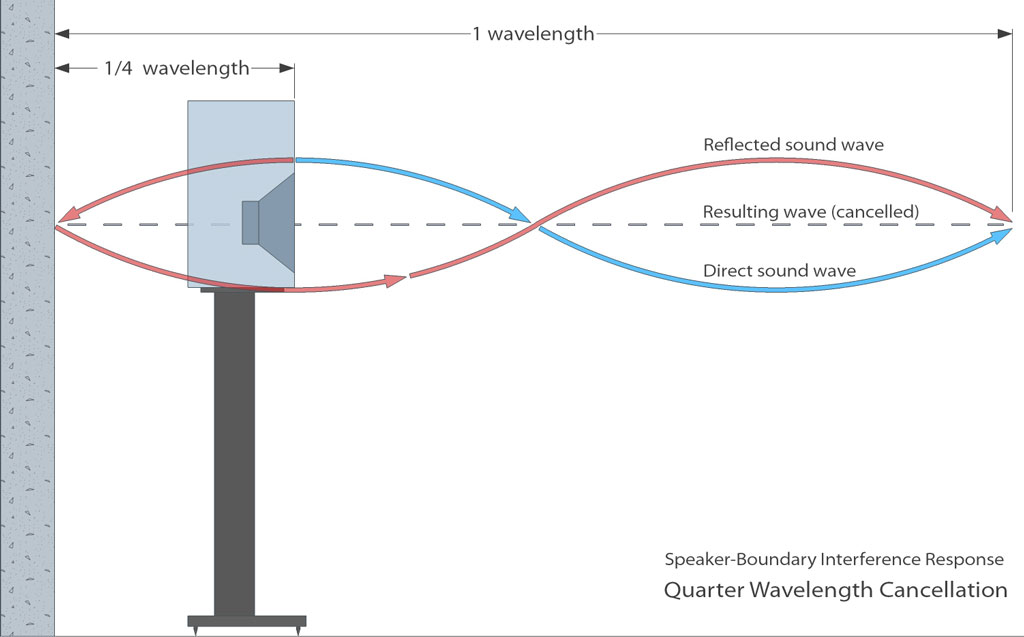 1 wavelength
1/4 wavelength
Reflected sound wave
Resulting wave (cancelled)
Direct sound wave
Speaker-Boundary Interference Response
Quarter Wavelength Cancellation